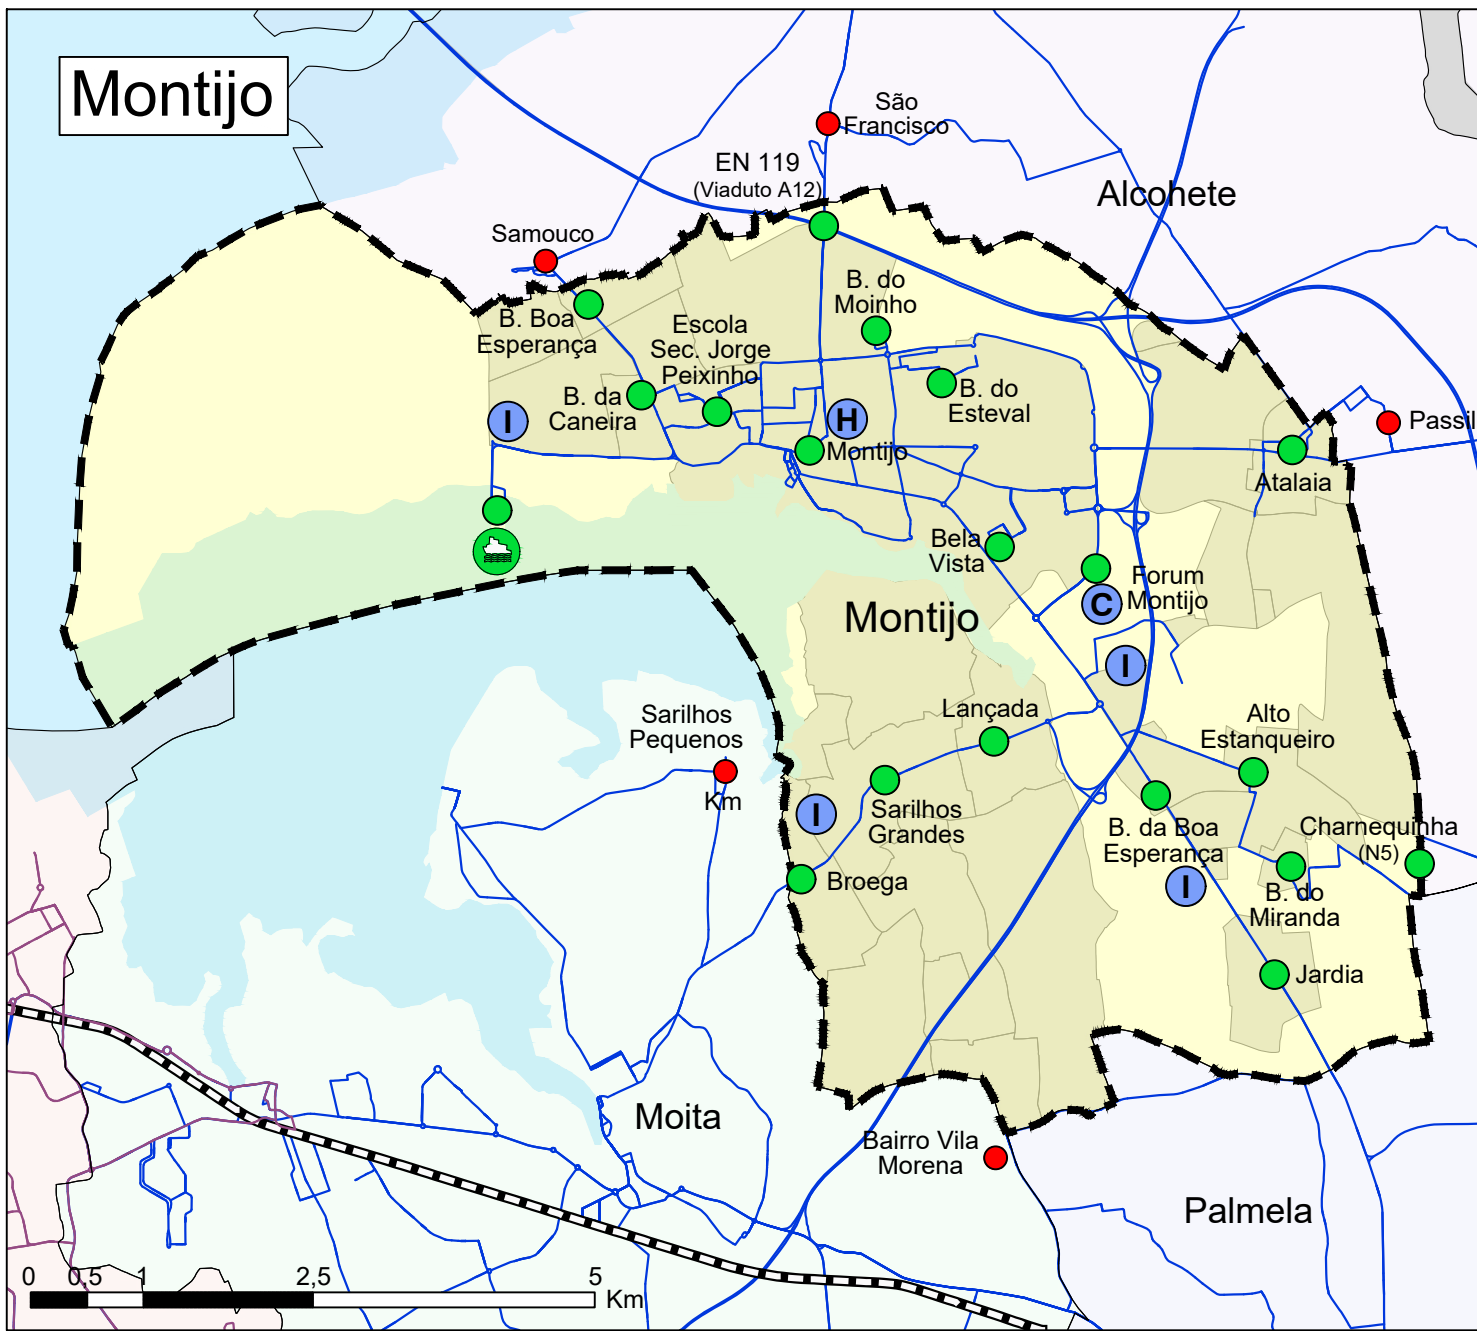 Montijo
São
Francisco
EN 119
(Viaduto A12)
Alcohete
Samouco
B. do
Moinho
B. Boa
Esperança
Escola
Sec. Jorge
Peixinho
B. da
Caneira
B. do
Esteval
I
H
Montijo
Passil
Atalaia
Bela
Vista
Forum
Montijo
C
Montijo
I
Lançada
Alto
Estanqueiro
Sarilhos
Pequenos
Km
I
Sarilhos
Grandes
B. da Boa
Esperança
Charnequinha
(N5)
I
Broega
B. do
Miranda
Jardia
Moita
Bairro Vila
Morena
Palmela
0 0,5 1 2,5 5
Km